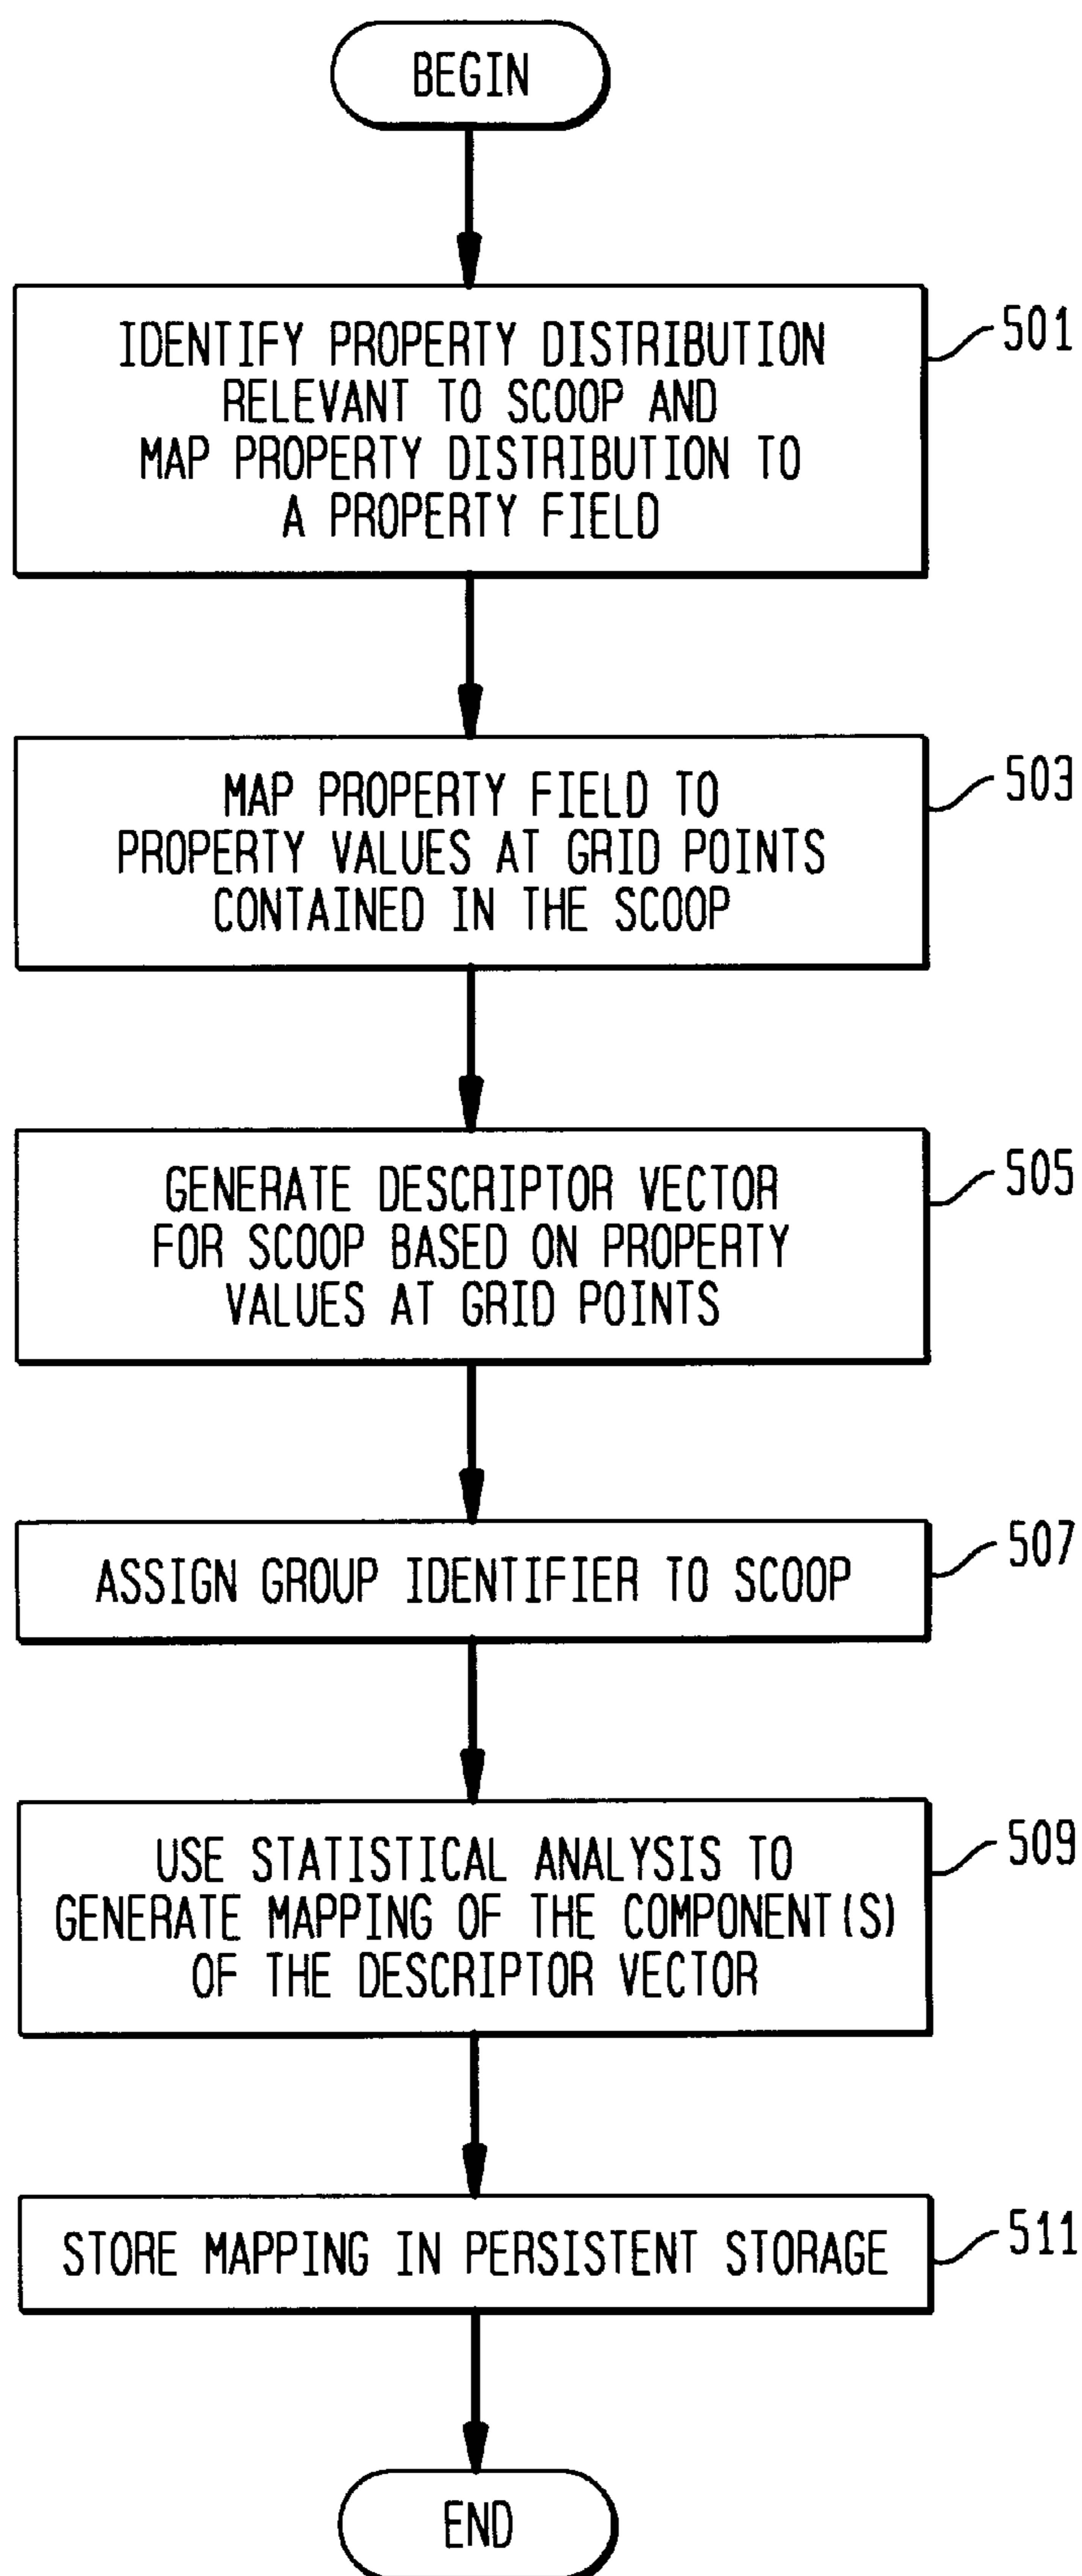 BEGIN
IDENTIFY PROPERTY DISTRIBUTION
RELEVANT TO SCOOP AND
MAP PROPERTY DISTRIBUTION TO
A PROPERTY FIELD
501
MAP PROPERTY FIELD TO
PROPERTY VALUES AT GRID POINTS
CONTAINED IN THE SCOOP
503
GENERATE DESCRIPTOR VECTOR
FOR SCOOP BASED ON PROPERTY
VALUES AT GRID POINTS
505
ASSIGN GROUP IDENTIFIER TO SCOOP
507
USE STATISTICAL ANALYSIS TO
GENERATE MAPPING OF THE COMPONENT(S)
OF THE DESCRIPTOR VECTOR
509
STORE MAPPING IN PERSISTENT STORAGE
511
END